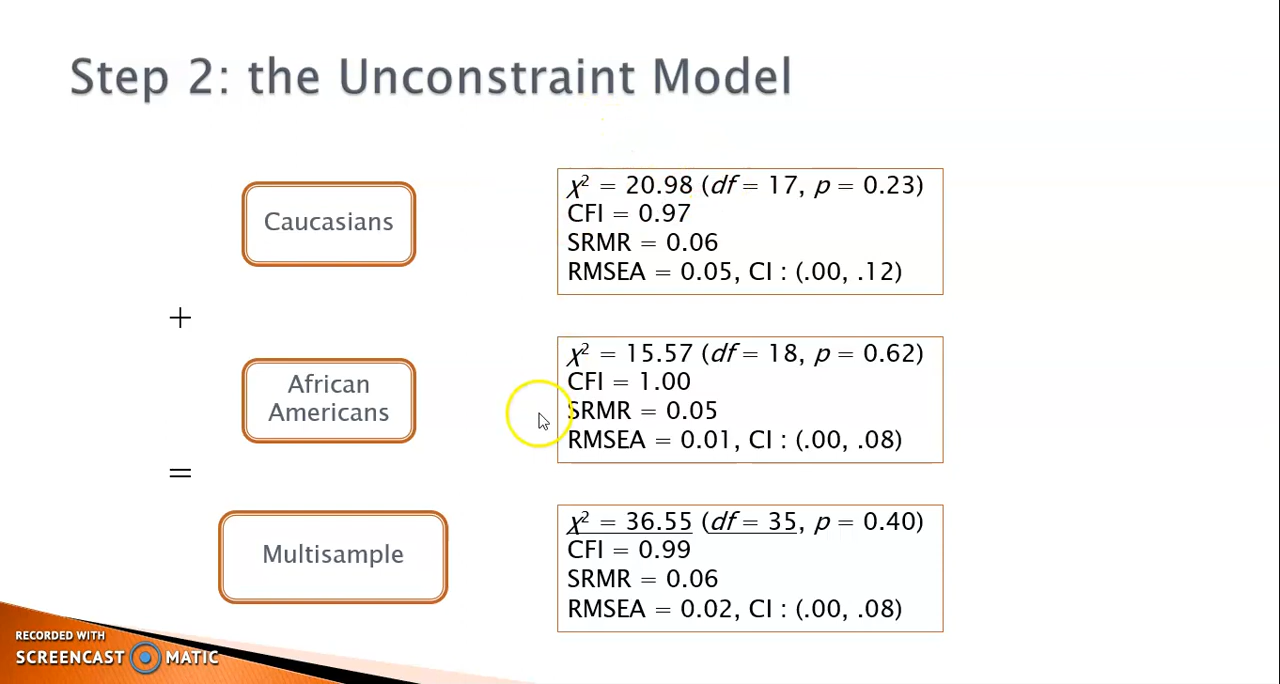 Step 2: the Unconstraint Model
Caucasians
χ² = 20.98 (df = 17, p = 0.23)
CFI = 0.97
SRMR = 0.06
RMSEA = 0.05, CI : (.00, .12)
+
African
Americans
χ² = 15.57 (df = 18, p = 0.62)
CFI = 1.00
SRMR = 0.05
RMSEA = 0.01, CI : (.00, .08)
=
Multisample
χ² = 36.55 (df = 35, p = 0.40)
CFI = 0.99
SRMR = 0.06
RMSEA = 0.02, CI : (.00, .08)
RECORDED WITH
SCREENCAST MATIC